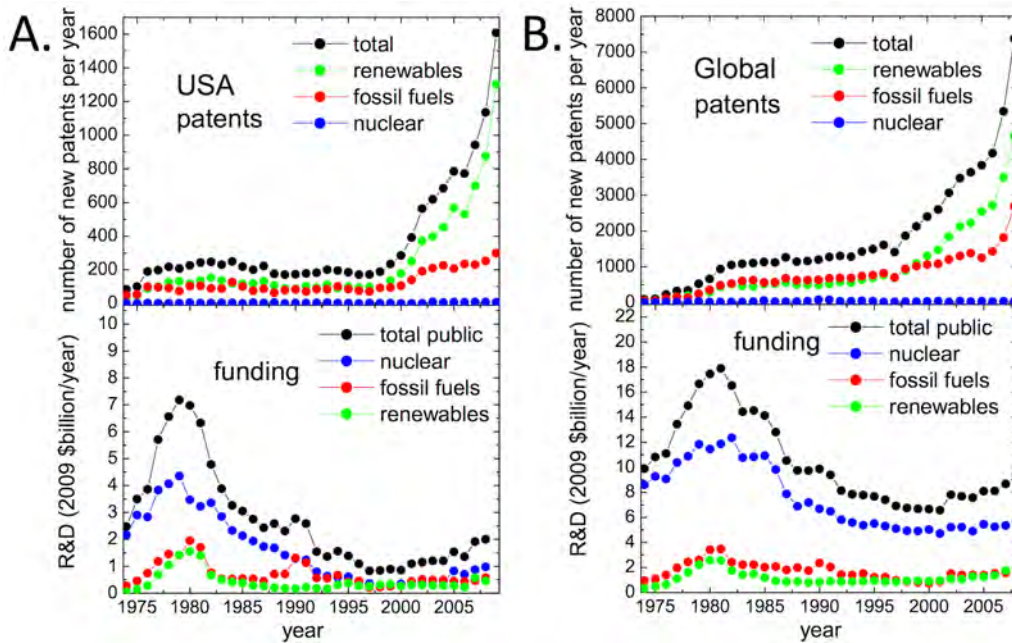 A.
number of new patents per year
1600
1400
1200
1000
800
600
400
200
0
USA
patents
total
renewables
fossil fuels
nuclear
R&D (2009 $billion/year)
10
9
8
7
6
5
4
3
2
1
0
funding
total public
nuclear
fossil fuels
renewables
1975 1980 1985 1990 1995 2000 2005
year
B.
number of new patents per year
8000
7000
6000
5000
4000
3000
2000
1000
0
Global
patents
total
renewables
fossil fuels
nuclear
R&D (2009 $billion/year)
22
20
18
16
14
12
10
8
6
4
2
0
funding
total public
nuclear
fossil fuels
renewables
1975 1980 1985 1990 1995 2000 2005
year